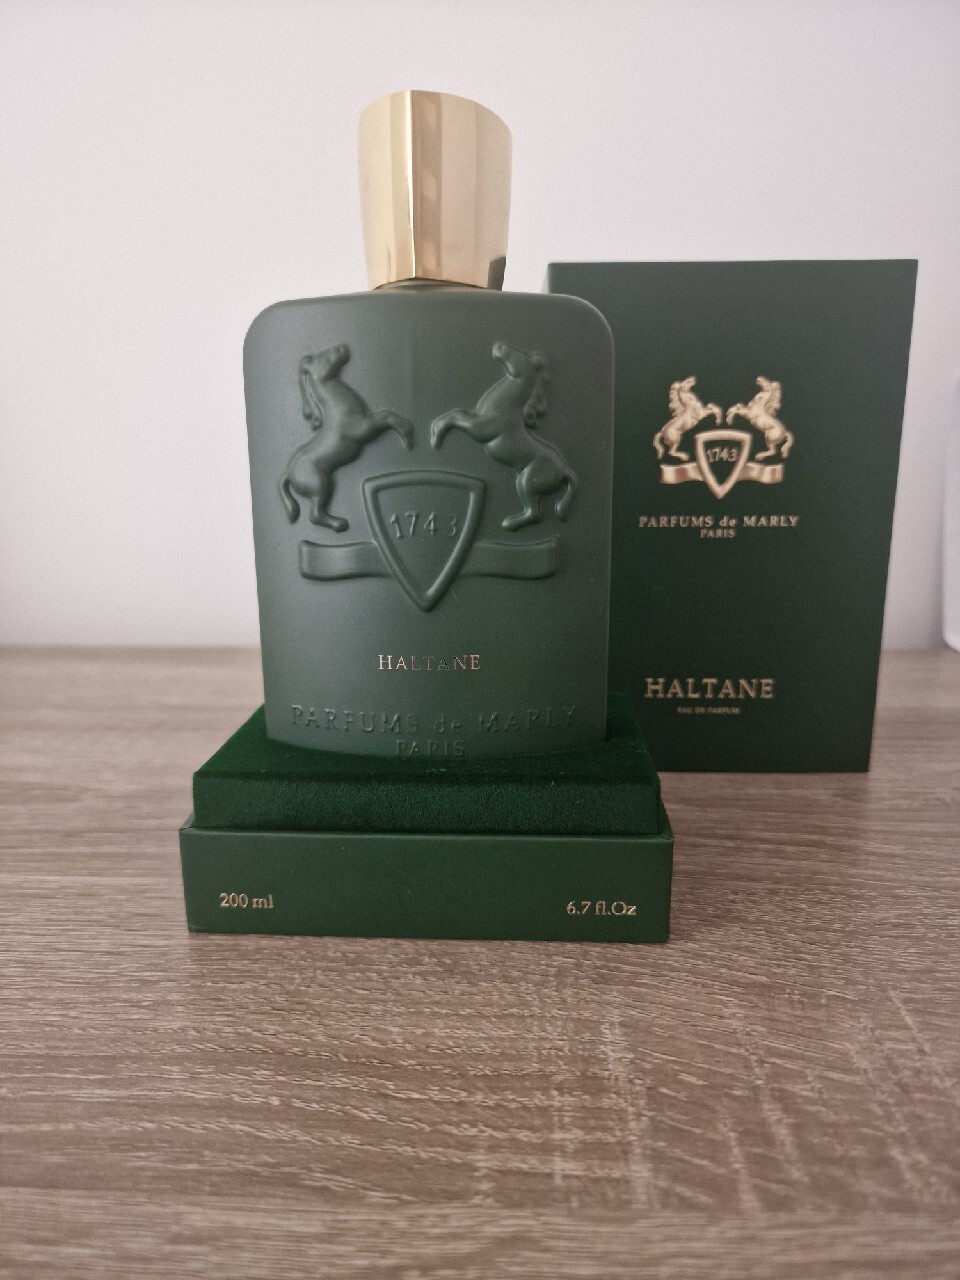 1743
HALTANE
PARFUMS de MARLY
PARIS
200 ml
6.7 fl.Oz
1743
PARFUMS de MARLY
PARIS
HALTANE
EAU DE PARFUM